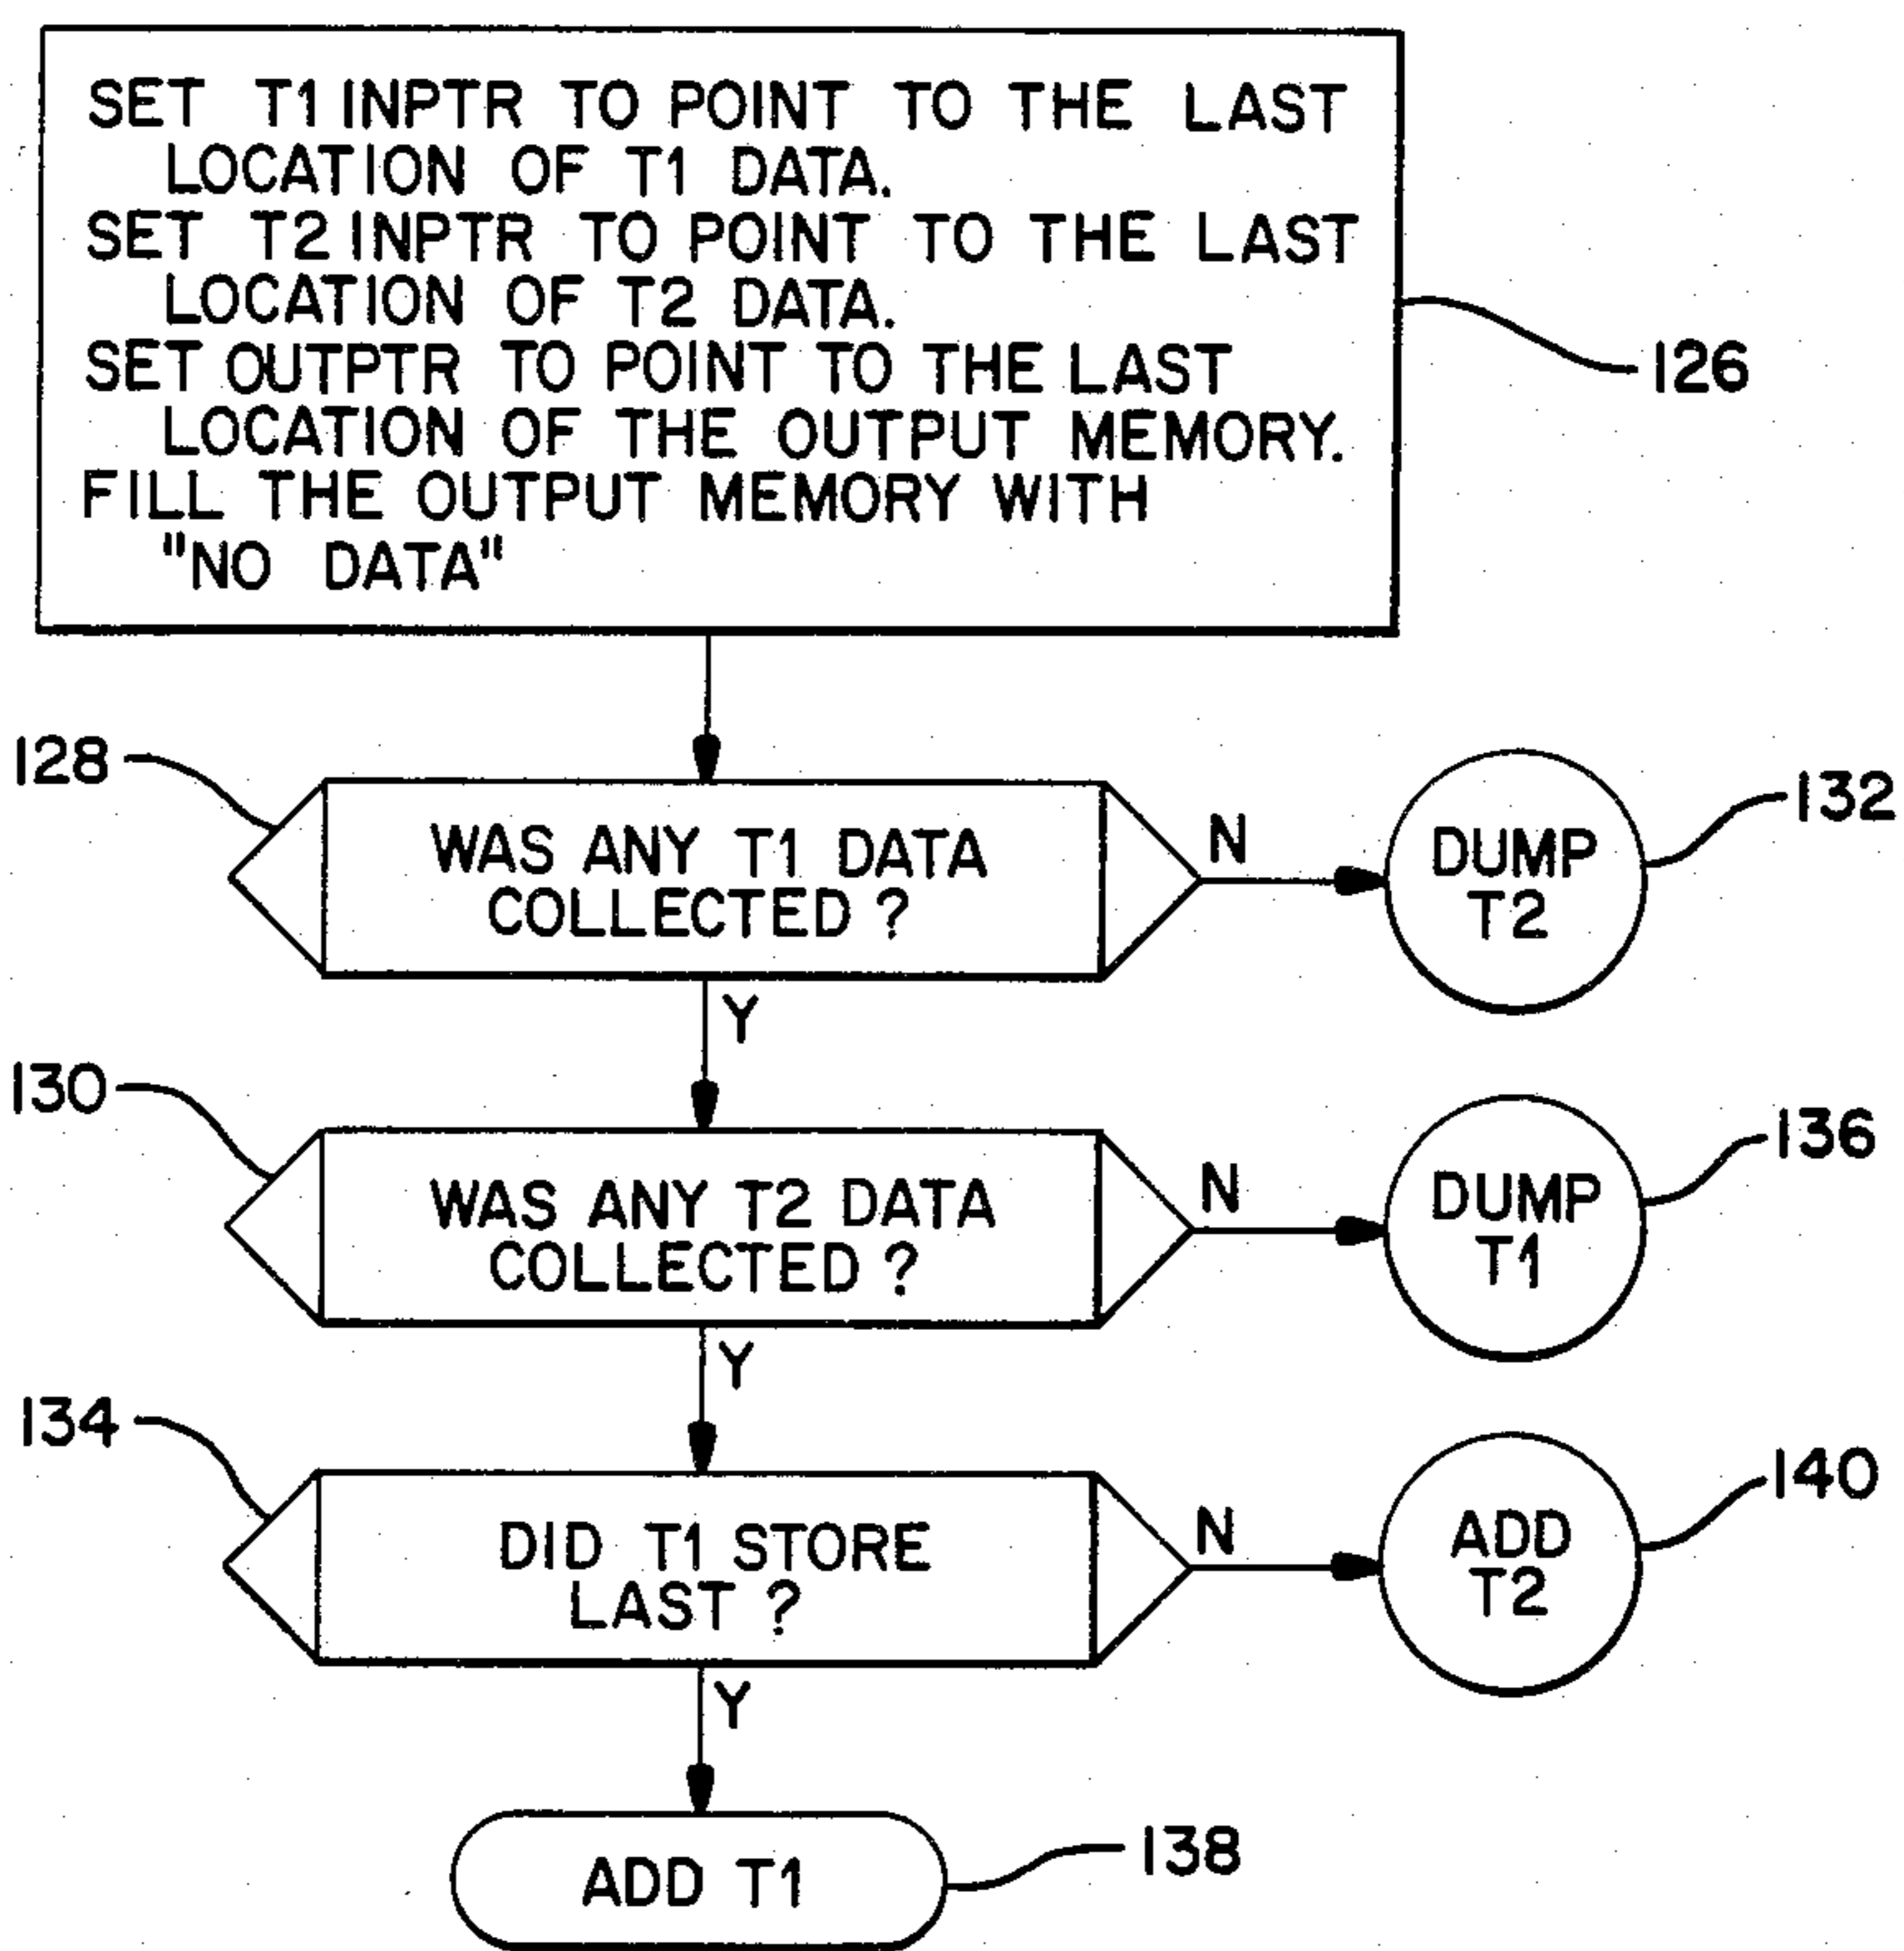 SET T1 INPTR TO POINT TO THE LAST
LOCATION OF T1 DATA.
SET T2 INPTR TO POINT TO THE LAST
LOCATION OF T2 DATA.
SET OUTPTR TO POINT TO THE LAST
LOCATION OF THE OUTPUT MEMORY.
FILL THE OUTPUT MEMORY WITH
"NO DATA"
126
128
WAS ANY T1 DATA
COLLECTED ?
N
DUMP
T2
132
Y
130
WAS ANY T2 DATA
COLLECTED ?
N
DUMP
T1
136
Y
134
DID T1 STORE
LAST ?
N
ADD
T2
140
Y
ADD T1
138